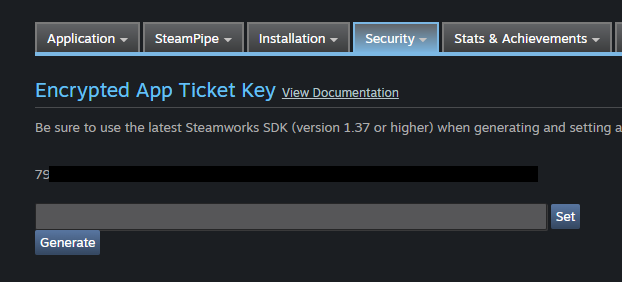 Application SteamPipe Installation Security Stats & Achievements
Encrypted App Ticket Key View Documentation
Be sure to use the latest Steamworks SDK (version 1.37 or higher) when generating and setting a
79
Set
Generate